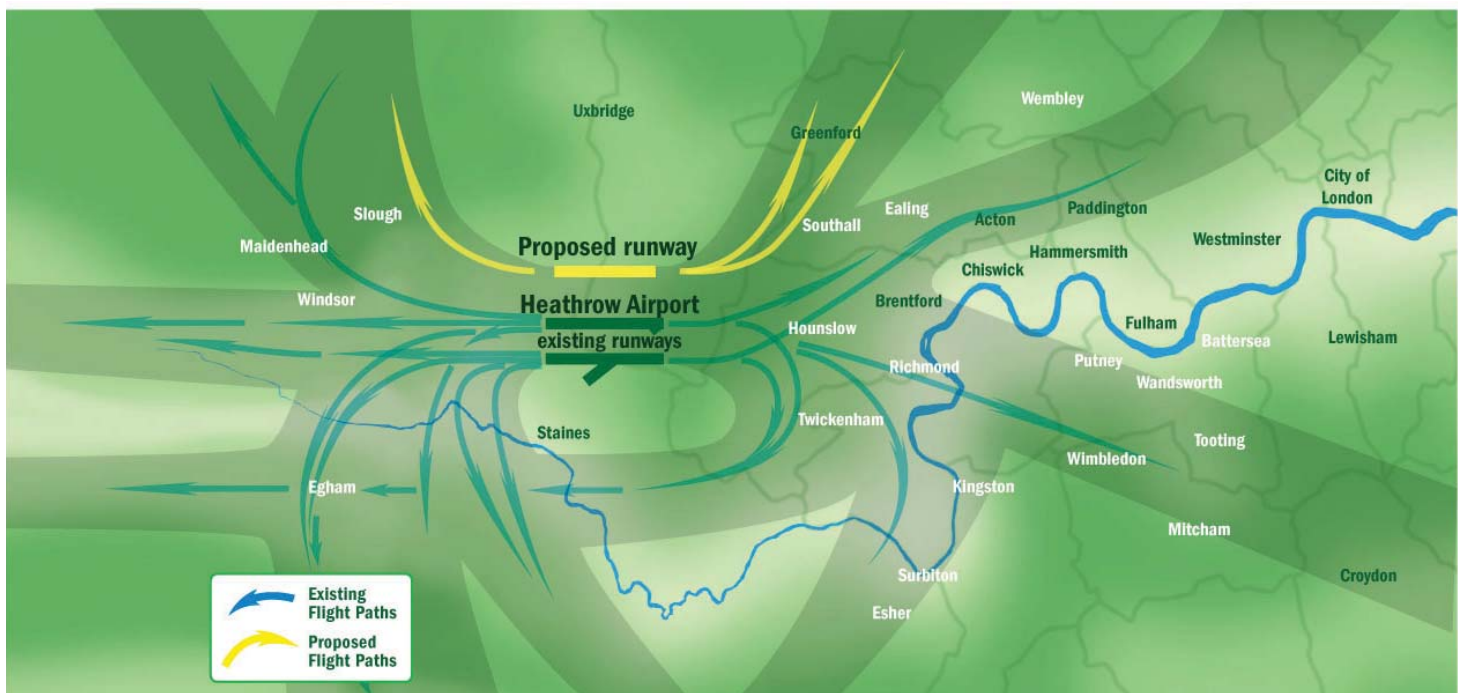 Wembley
Uxbridge
Greenford
City of
London
Slough
Ealing
Paddington
Southall
Acton
Maidenhead
Proposed runway
Westminster
Hammersmith
Chiswick
Windsor
Heathrow Airport
Brentford
Hounslow
Fulham
existing runways
Battersea
Lewisham
Richmond
Putney
Wandsworth
Twickenham
Staines
Tooting
Wimbledon
Egham
Kingston
Mitcham
Surbiton
Croydon
Esher
Existing
Flight Paths
Proposed
Flight Paths